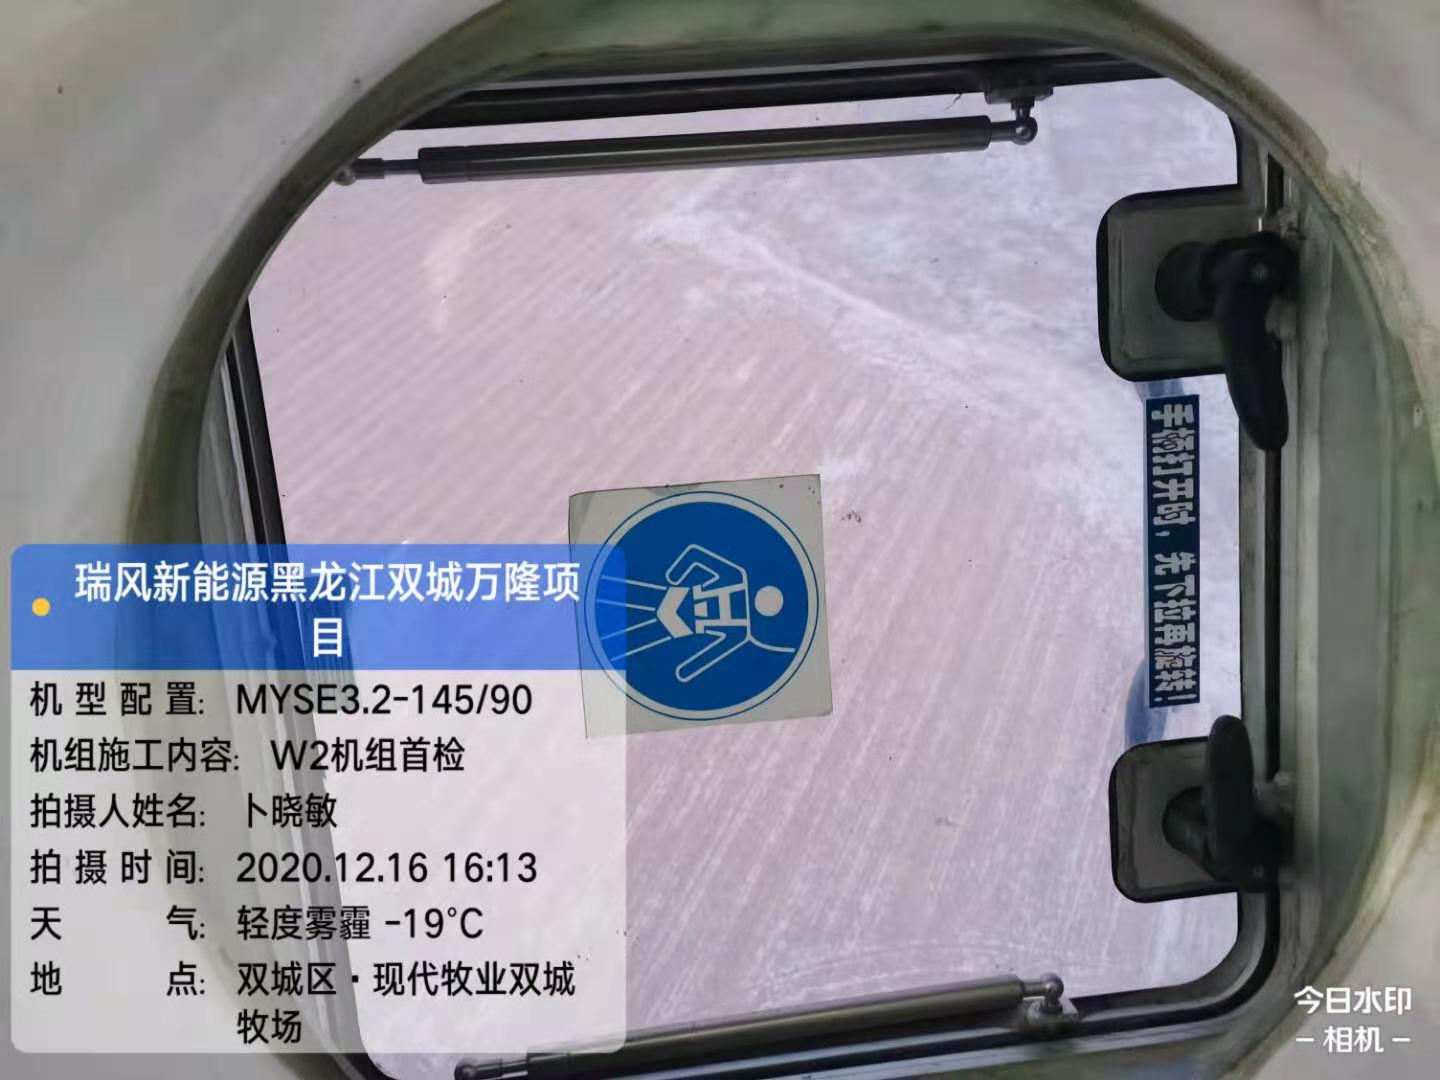 瑞风新能源黑龙江双城万隆项
目
机型配置: MYSE3.2-145/90
机组施工内容: W2机组首检
拍摄人姓名: 卜晓敏
拍摄时间: 2020.12.16 16:13
天气: 轻度雾霾 -19℃
地点: 双城区·现代牧业双城
牧场
手柄打开时，先下拉再旋转！
今日水印
-相机-